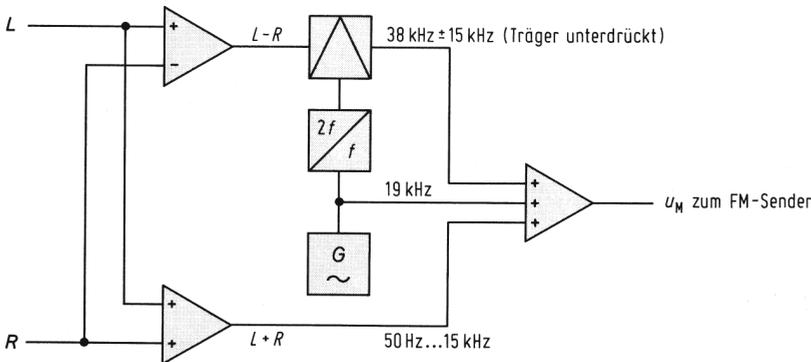 L
+
−
L−R
38 kHz ± 15 kHz (Träger unterdrückt)
2f
f
19 kHz
+
+
+
u_M zum FM-Sender
G
~
R
+
+
L+R
50 Hz...15 kHz